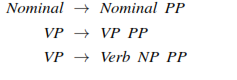 Nominal → Nominal PP
VP → VP PP
VP → Verb NP PP